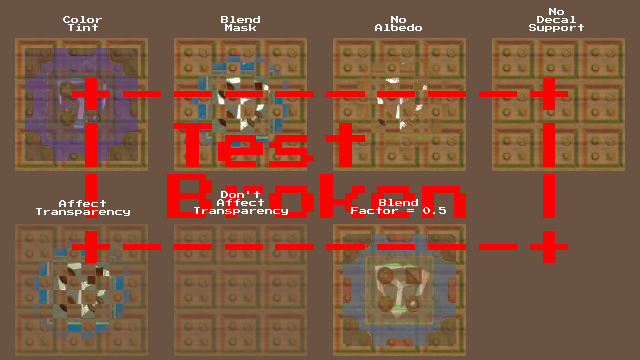 Color
Tint
Blend
Mask
No
Albedo
No
Decal
Support
Test
Broken
Affect
Transparency
Don't
Affect
Transparency
Blend
Factor = 0.5